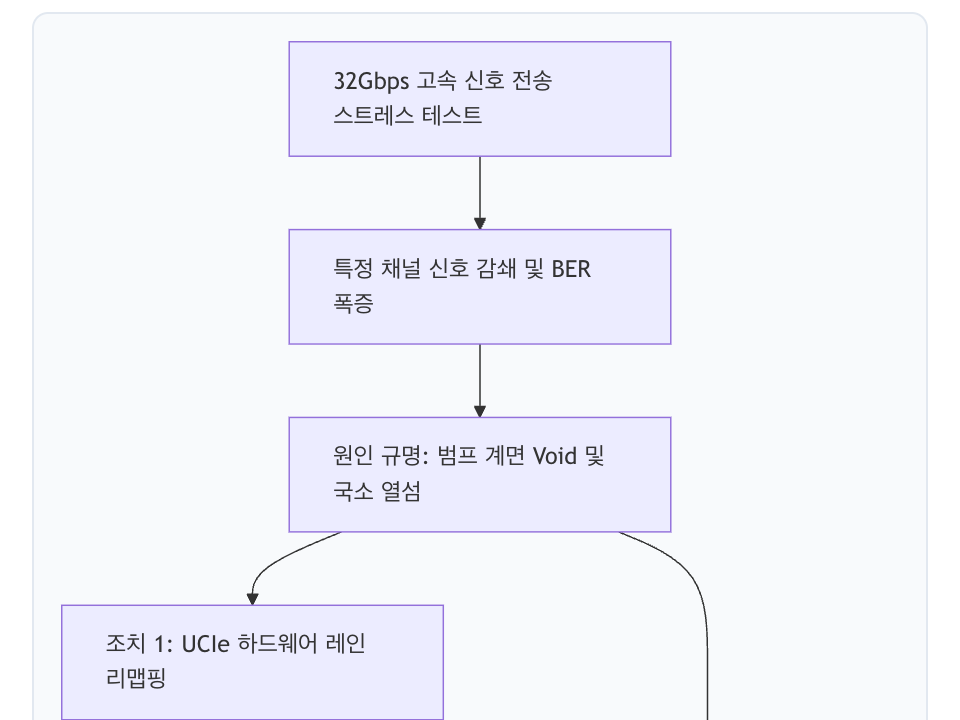 32Gbps 고속 신호 전송
스트레스 테스트
특정 채널 신호 감쇄 및 BER
폭증
원인 규명: 범프 계면 Void 및
국소 열섬
조치 1: UCIe 하드웨어 레인
리맵핑